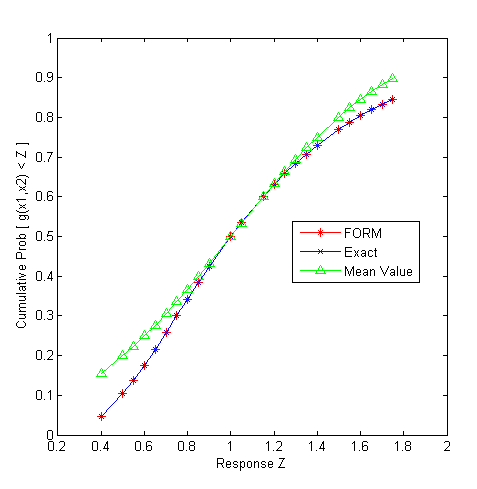 1
0.9
0.8
0.7
0.6
0.5
0.4
0.3
0.2
0.1
0
Cumulative Prob [ g(x1,x2) < Z ]
FORM
Exact
Mean Value
0.2 0.4 0.6 0.8 1 1.2 1.4 1.6 1.8 2
Response Z